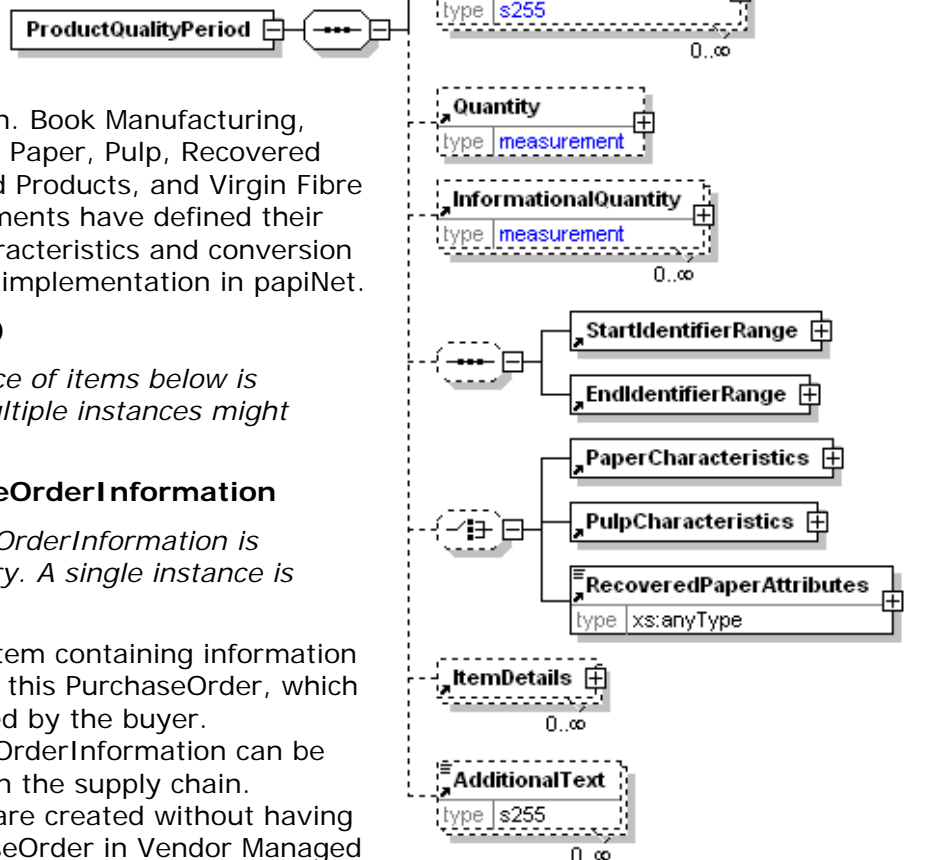 type s255
0..∞
ProductQualityPeriod
n. Book Manufacturing,
Paper, Pulp, Recovered
d Products, and Virgin Fibre
ments have defined their
racteristics and conversion
implementation in papiNet.
)
ce of items below is
ultiple instances might
eOrderInformation
OrderInformation is
ry. A single instance is
tem containing information
this PurchaseOrder, which
ed by the buyer.
OrderInformation can be
n the supply chain.
are created without having
seOrder in Vendor Managed
Quantity
type measurement
InformationalQuantity
type measurement
0..∞
StartIdentifierRange
EndIdentifierRange
PaperCharacteristics
PulpCharacteristics
RecoveredPaperAttributes
type xs:anyType
ItemDetails
0..∞
AdditionalText
type s255
0..∞